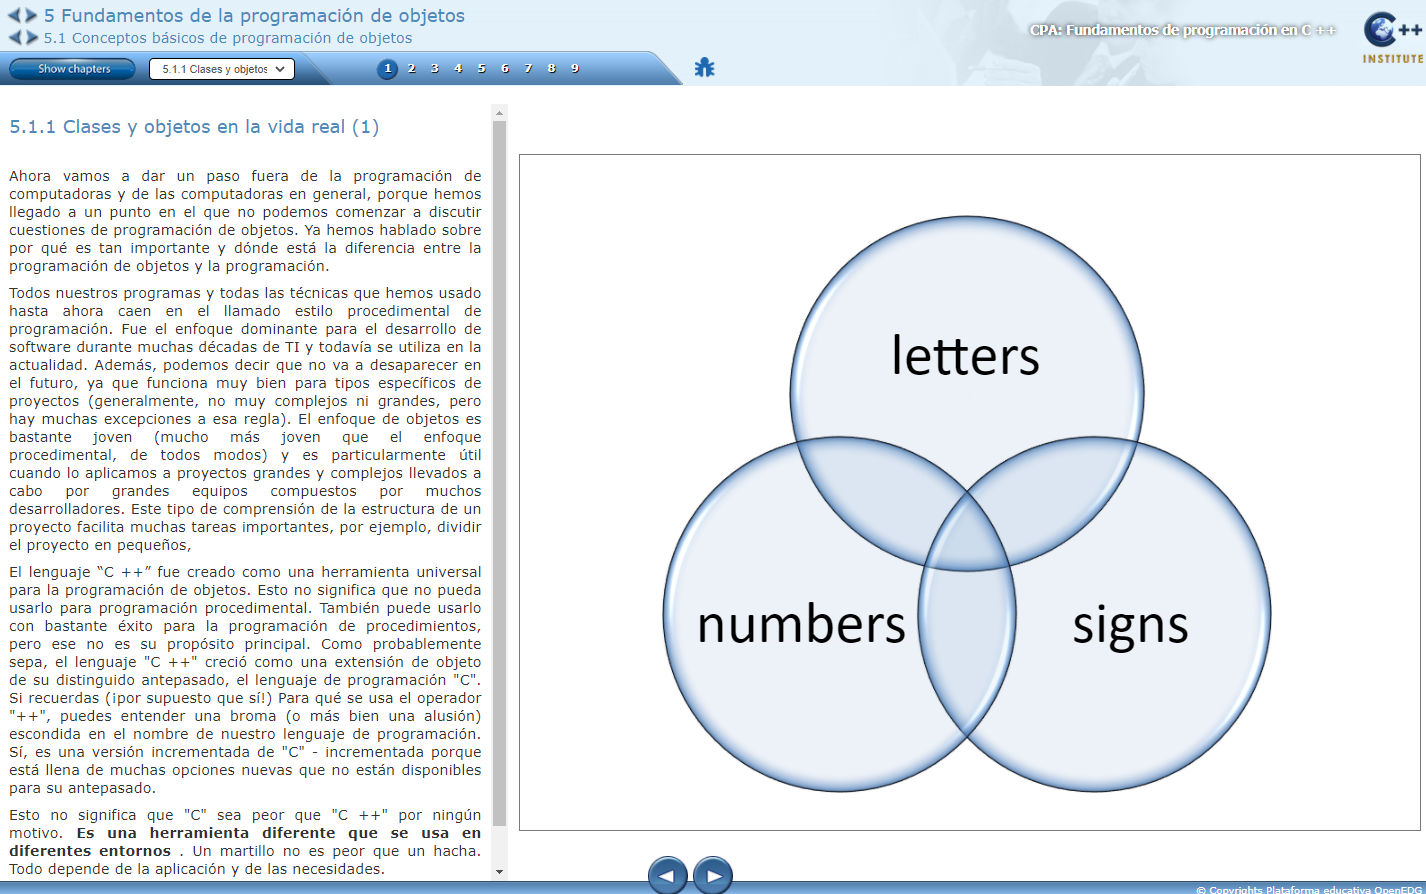 5 Fundamentos de la programación de objetos
5.1 Conceptos básicos de programación de objetos
CPA: Fundamentos de programación en C ++
C++
INSTITUTE
Show chapters
5.1.1 Clases y objetos
1 2 3 4 5 6 7 8 9
5.1.1 Clases y objetos en la vida real (1)
Ahora vamos a dar un paso fuera de la programación de
computadoras y de las computadoras en general, porque hemos
llegado a un punto en el que no podemos comenzar a discutir
cuestiones de programación de objetos. Ya hemos hablado sobre
por qué es tan importante y dónde está la diferencia entre la
programación de objetos y la programación.
Todos nuestros programas y todas las técnicas que hemos usado
hasta ahora caen en el llamado estilo procedimental de
programación. Fue el enfoque dominante para el desarrollo de
software durante muchas décadas de TI y todavía se utiliza en la
actualidad. Además, podemos decir que no va a desaparecer en
el futuro, ya que funciona muy bien para tipos específicos de
proyectos (generalmente, no muy complejos ni grandes, pero
hay muchas excepciones a esa regla). El enfoque de objetos es
bastante joven (mucho más joven que el enfoque
procedimental, de todos modos) y es particularmente útil
cuando lo aplicamos a proyectos grandes y complejos llevados a
cabo por grandes equipos compuestos por muchos
desarrolladores. Este tipo de comprensión de la estructura de un
proyecto facilita muchas tareas importantes, por ejemplo, dividir
el proyecto en pequeños,
El lenguaje “C ++” fue creado como una herramienta universal
para la programación de objetos. Esto no significa que no pueda
usarlo para programación procedimental. También puede usarlo
con bastante éxito para la programación de procedimientos,
pero ese no es su propósito principal. Como probablemente
sepa, el lenguaje "C ++" creció como una extensión de objeto
de su distinguido antepasado, el lenguaje de programación "C".
Si recuerdas (¡por supuesto que sí!) Para qué se usa el operador
"++", puedes entender una broma (o más bien una alusión)
escondida en el nombre de nuestro lenguaje de programación.
Sí, es una versión incrementada de "C" - incrementada porque
está llena de muchas opciones nuevas que no están disponibles
para su antepasado.
Esto no significa que "C" sea peor que "C ++" por ningún
motivo. Es una herramienta diferente que se usa en
diferentes entornos . Un martillo no es peor que un hacha.
Todo depende de la aplicación y de las necesidades.
letters
numbers
signs
© Copyrights Plataforma educativa OpenEDG